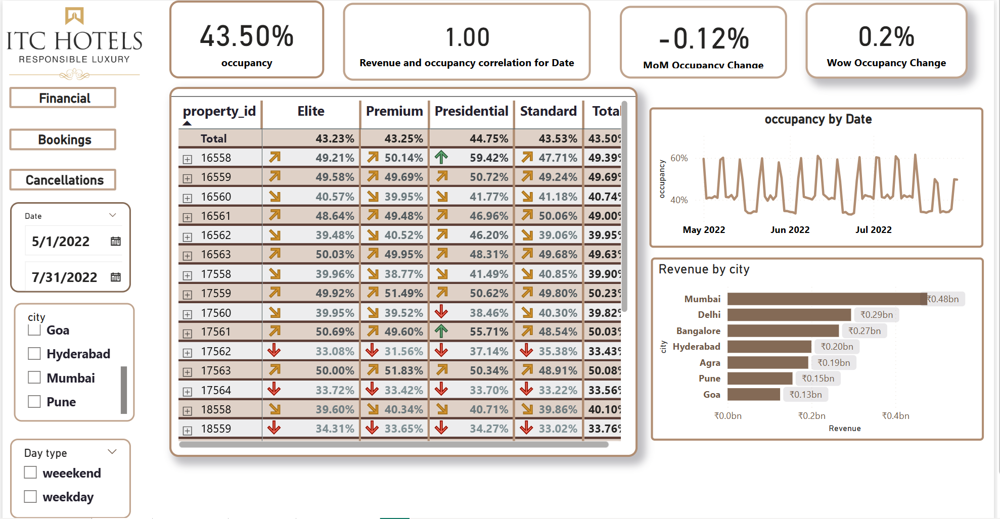 ITC HOTELS
RESPONSIBLE LUXURY
Financial
Bookings
Cancellations
Date
5/1/2022
7/31/2022
city
Goa
Hyderabad
Mumbai
Pune
Day type
weeekend
weekday
43.50%
occupancy
1.00
Revenue and occupancy correlation for Date
-0.12%
MoM Occupancy Change
0.2%
Wow Occupancy Change
property_id Elite Premium Presidential Standard Total
Total 43.23% 43.25% 44.75% 43.53% 43.50%
16558 49.21% 50.14% 59.42% 47.71% 49.39%
16559 49.58% 49.69% 50.72% 49.24% 49.69%
16560 40.57% 39.95% 41.77% 41.18% 40.74%
16561 48.64% 49.48% 46.96% 50.06% 49.00%
16562 39.48% 40.52% 46.20% 39.06% 39.95%
16563 50.03% 49.95% 48.31% 49.68% 49.63%
17558 39.96% 38.77% 41.49% 40.85% 39.90%
17559 49.92% 51.49% 50.62% 49.80% 50.23%
17560 39.95% 39.52% 38.46% 40.30% 39.82%
17561 50.69% 49.60% 55.71% 48.54% 50.03%
17562 33.08% 31.56% 37.14% 35.38% 33.43%
17563 50.00% 51.83% 50.34% 48.91% 50.08%
17564 33.72% 33.42% 33.70% 33.22% 33.56%
18558 39.60% 40.34% 40.71% 39.86% 40.10%
18559 34.31% 33.65% 34.27% 33.02% 33.76%
occupancy by Date
occupancy
60%
40%
May 2022 Jun 2022 Jul 2022
Revenue by city
city
Mumbai ₹0.48bn
Delhi ₹0.29bn
Bangalore ₹0.27bn
Hyderabad ₹0.20bn
Agra ₹0.19bn
Pune ₹0.15bn
Goa ₹0.13bn
₹0.0bn ₹0.2bn ₹0.4bn
Revenue